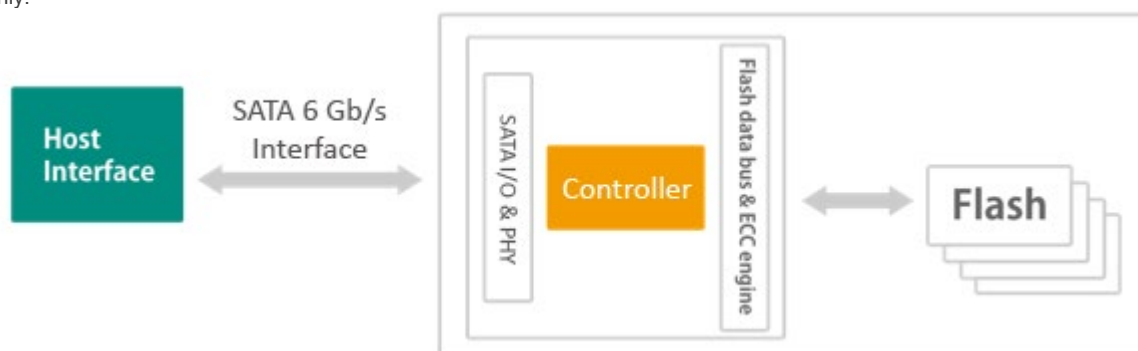 Host
Interface
SATA 6 Gb/s
Interface
SATA I/O & PHY
Controller
Flash data bus & ECC engine
Flash